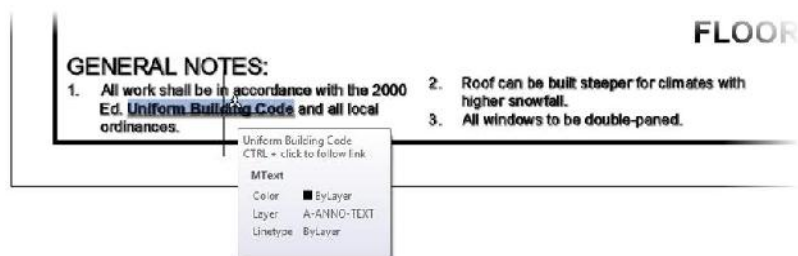 FLOOR
GENERAL NOTES:
1. All work shall be in accordance with the 2000
Ed. Uniform Building Code and all local
ordinances.
2. Roof can be built steeper for climates with
higher snowfall.
3. All windows to be double-paned.
Uniform Building Code
CTRL + click to follow link
MText
Color ByLayer
Layer A-ANNO-TEXT
Linetype ByLayer